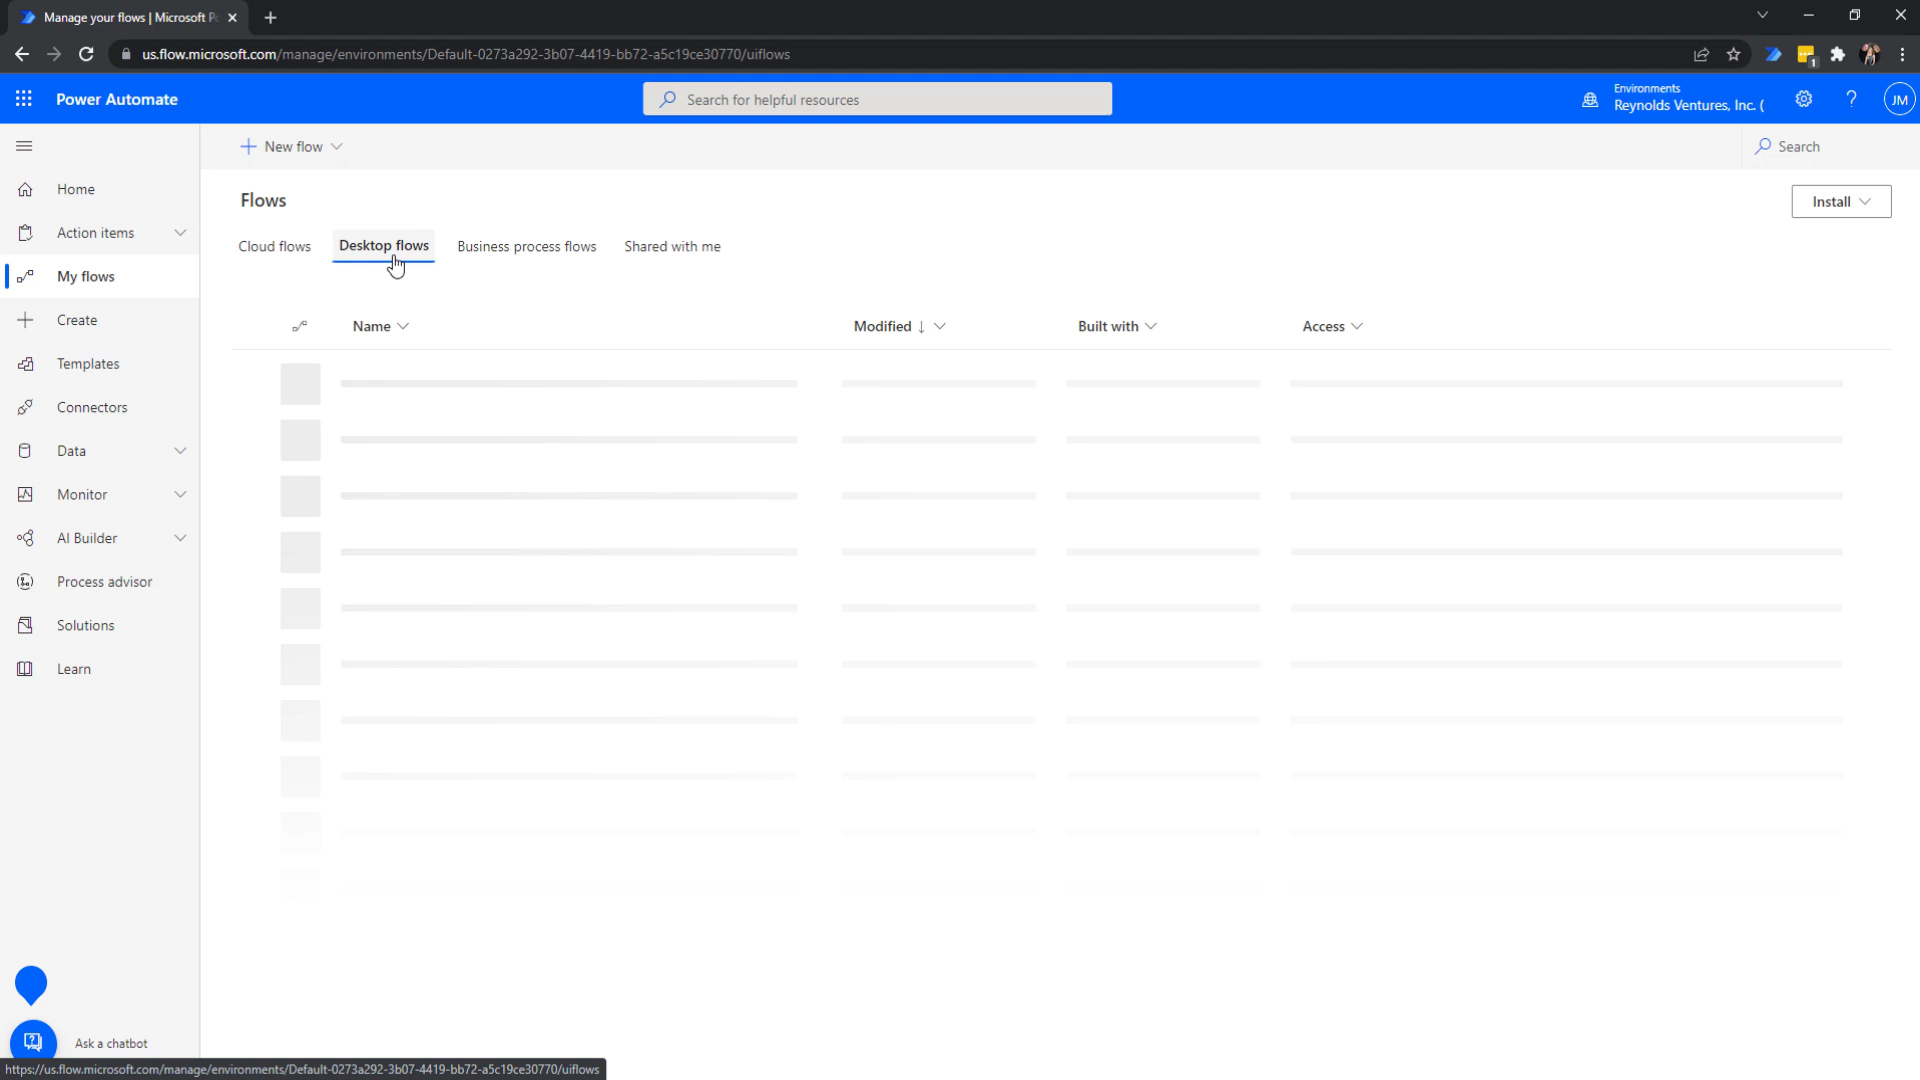 Manage your flows | Microsoft P
us.flow.microsoft.com/manage/environments/Default-0273a292-3b07-4419-bb72-a5c19ce30770/uiflows
1
Power Automate
Search for helpful resources
Environments
Reynolds Ventures, Inc. (
?
JM
New flow
Search
Home
Action items
My flows
Create
Templates
Connectors
Data
Monitor
AI Builder
Process advisor
Solutions
Learn
Flows
Install
Cloud flows
Desktop flows
Business process flows
Shared with me
Name
Modified ↓
Built with
Access
Ask a chatbot
https://us.flow.microsoft.com/manage/environments/Default-0273a292-3b07-4419-bb72-a5c19ce30770/uiflows